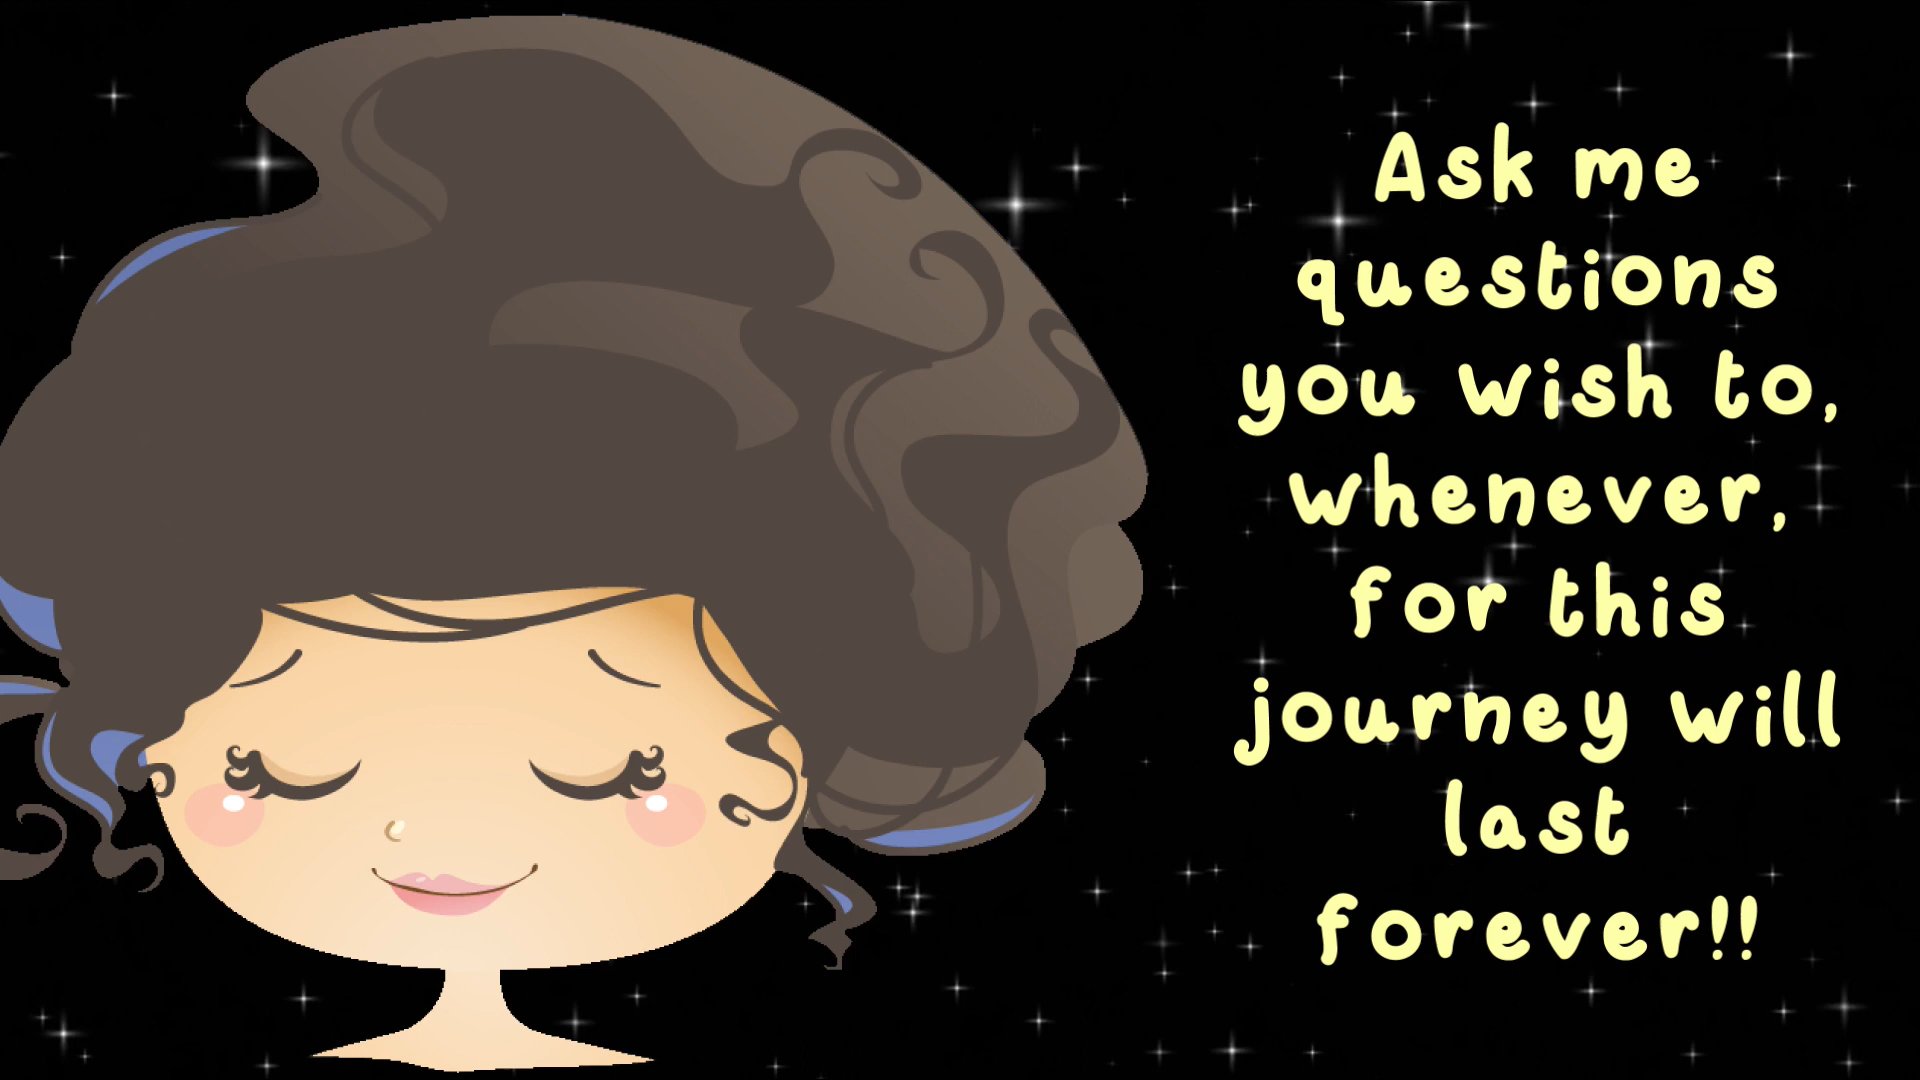 Ask me
questions
you wish to,
whenever,
for this
journey will
last
forever!!